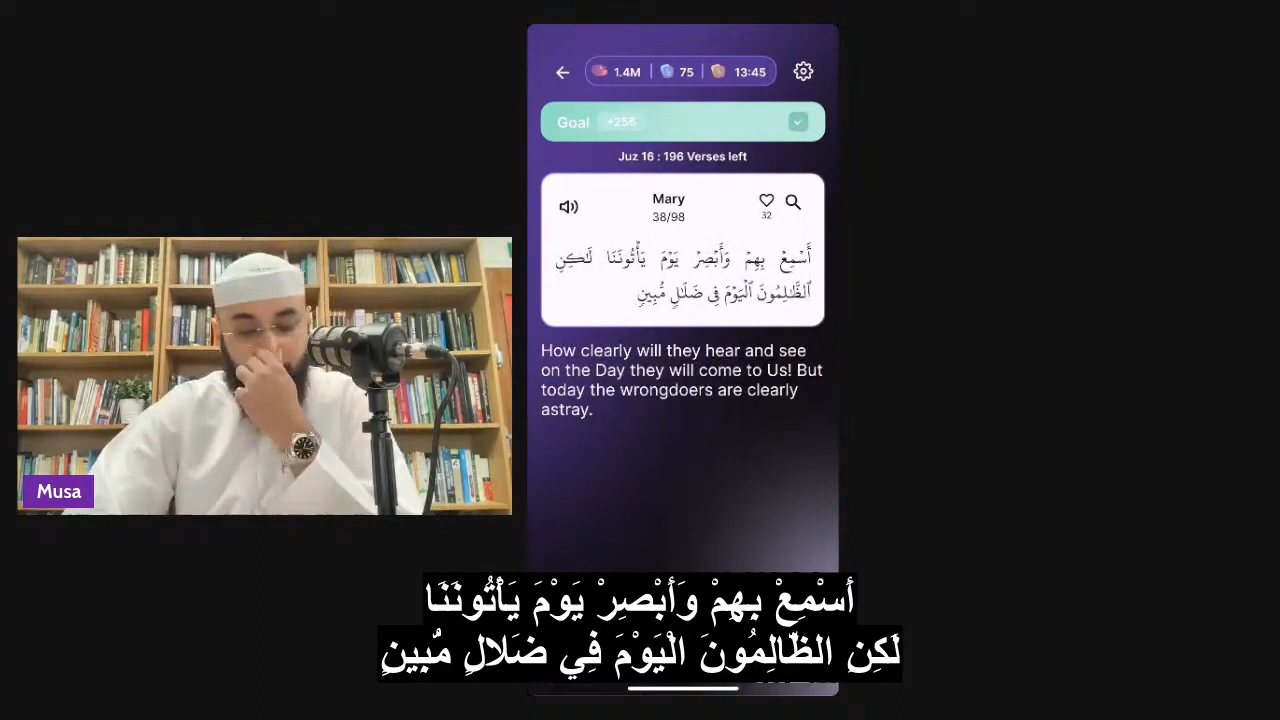 1.4M 75 13:45
Goal +256
Juz 16 : 196 Verses left
Mary
38/98
32
أَسْمِعْ بِهِمْ وَأَبْصِرْ يَوْمَ يَأْتُونَنَا لَـٰكِنِ
ٱلظَّـٰلِمُونَ ٱلْيَوْمَ فِى ضَلَـٰلٍ مُّبِينٍ
How clearly will they hear and see
on the Day they will come to Us! But
today the wrongdoers are clearly
astray.
Musa
أَسْمِعْ بِهِمْ وَأَبْصِرْ يَوْمَ يَأْتُونَنَا
لَكِنِ الظَّالِمُونَ الْيَوْمَ فِي ضَلالٍ مُّبِينٍ